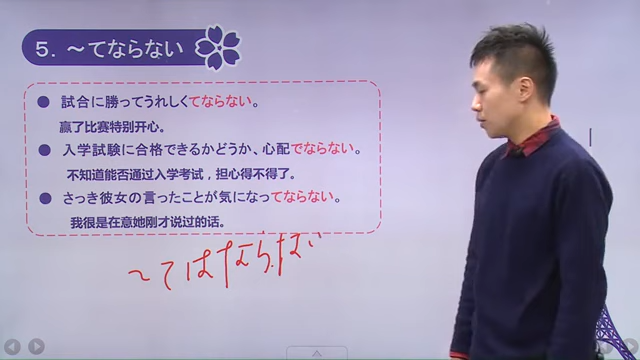 5. ～てならない
● 試合に勝ってうれしくてならない。
赢了比赛特别开心。
● 入学試験に合格できるかどうか、心配でならない。
不知道能否通过入学考试，担心得不得了。
● さっき彼女の言ったことが気になってならない。
我很是在意她刚才说过的话。
～てはならない